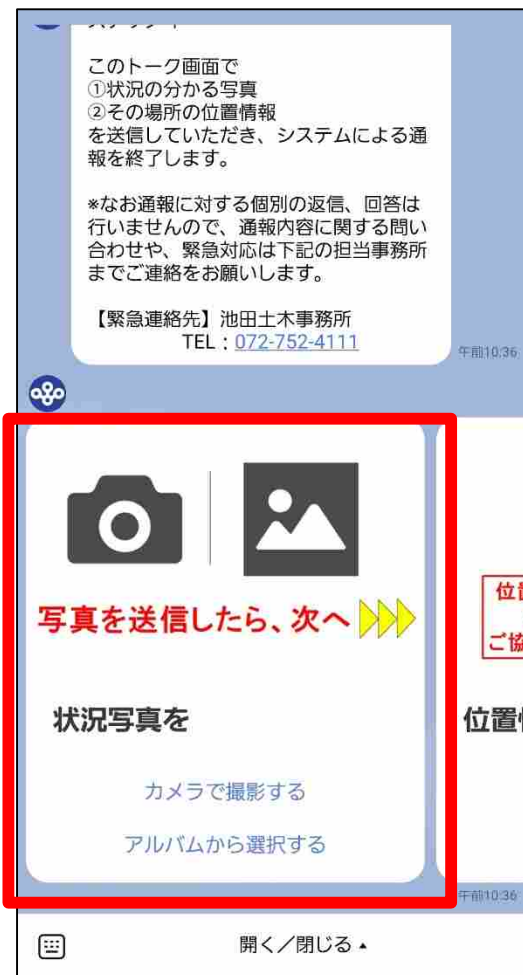 このトーク画面で
①状況の分かる写真
②その場所の位置情報
を送信していただき、システムによる通
報を終了します。
*なお通報に対する個別の返信、回答は
行いませんので、通報内容に関する問い
合わせや、緊急対応は下記の担当事務所
までご連絡をお願いします。
【緊急連絡先】池田土木事務所
TEL：072-752-4111
午前10:36
写真を送信したら、次へ
位
ご協
状況写真を
位置情
カメラで撮影する
アルバムから選択する
午前10:36
開く／閉じる